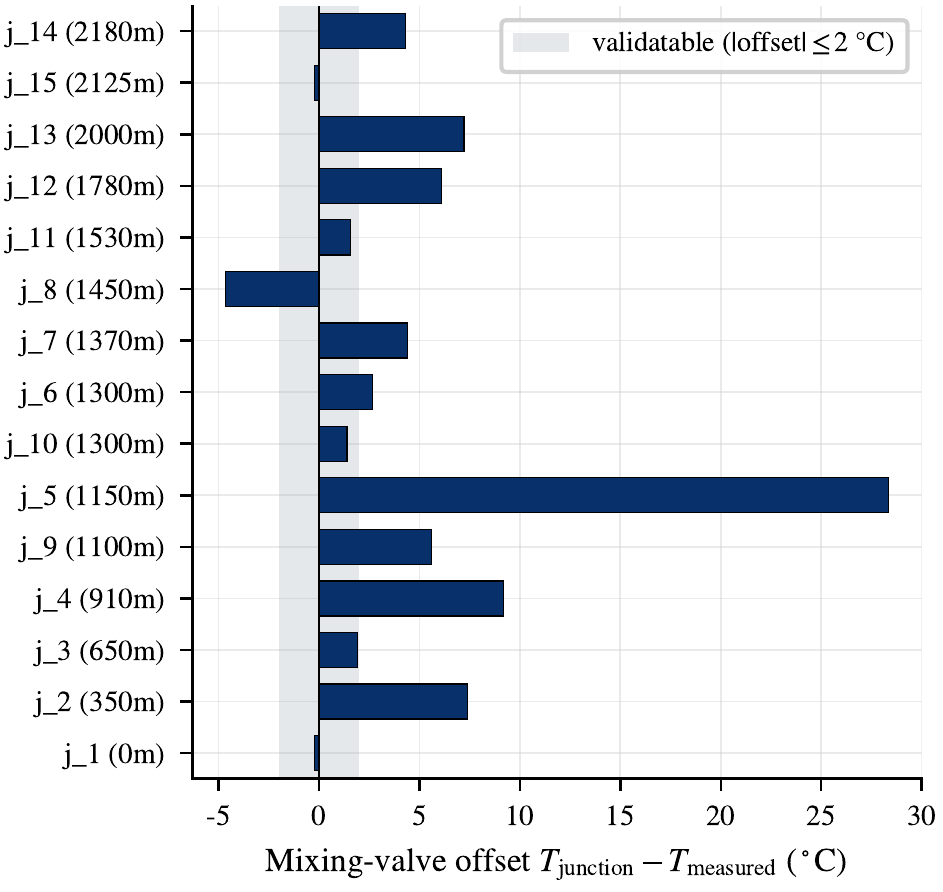 validatable (|offset| ≤2 °C)
j_14 (2180m)
j_15 (2125m)
j_13 (2000m)
j_12 (1780m)
j_11 (1530m)
j_8 (1450m)
j_7 (1370m)
j_6 (1300m)
j_10 (1300m)
j_5 (1150m)
j_9 (1100m)
j_4 (910m)
j_3 (650m)
j_2 (350m)
j_1 (0m)
-5 0 5 10 15 20 25 30
Mixing-valve offset T_junction − T_measured (°C)